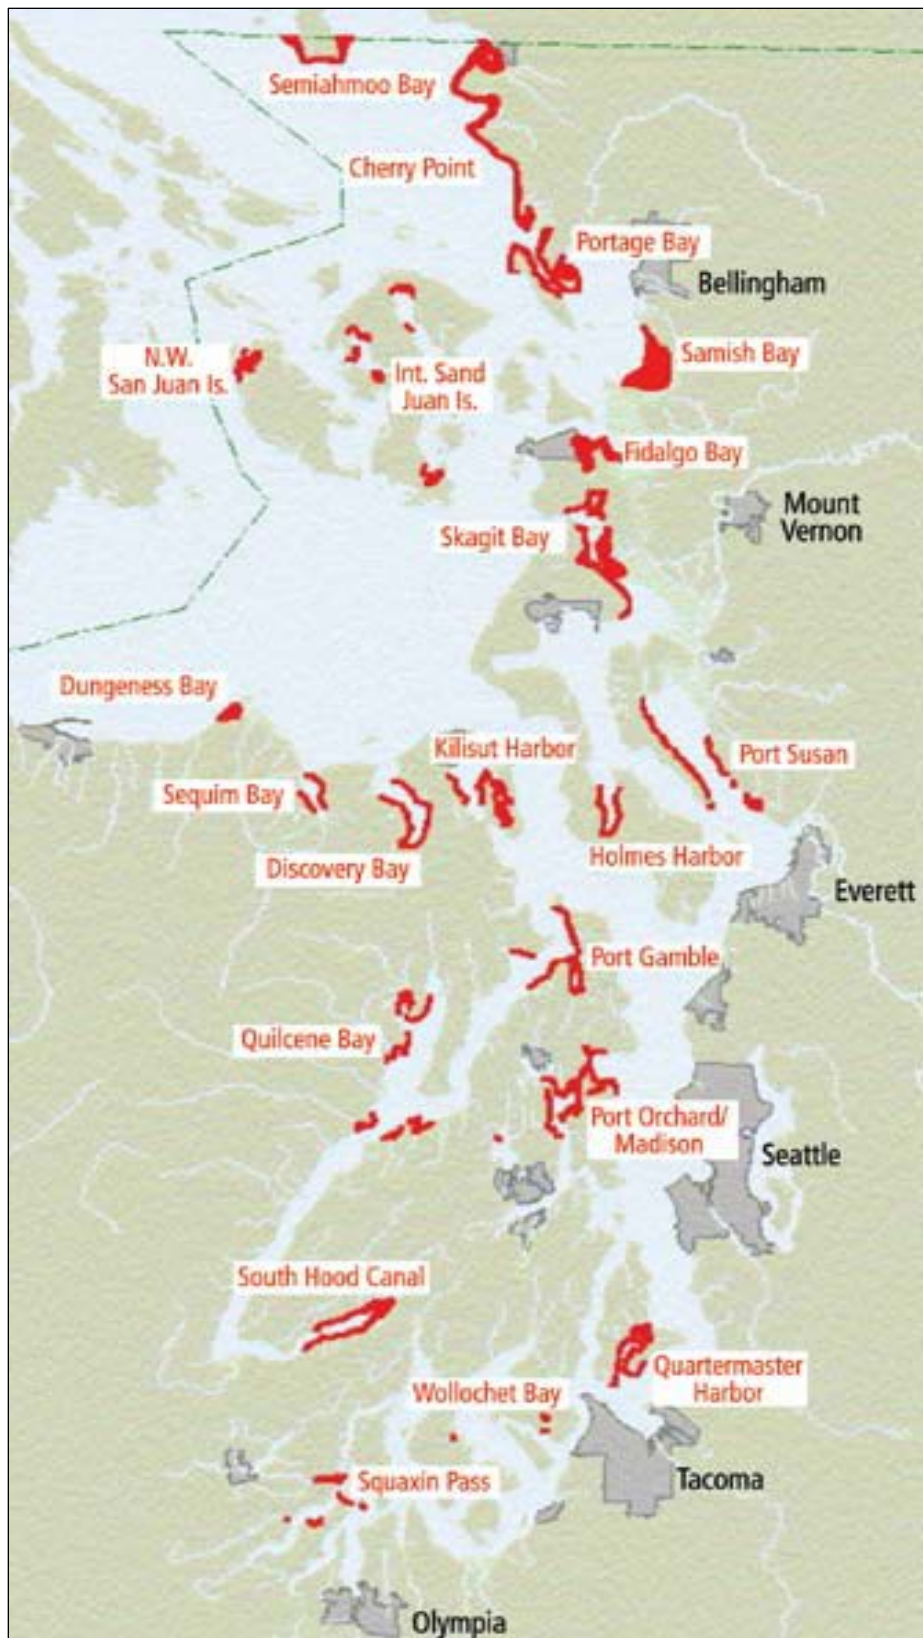 Semiahmoo Bay
Cherry Point
Portage Bay
Bellingham
N.W.
San Juan Is.
Int. Sand
Juan Is.
Samish Bay
Fidalgo Bay
Mount
Vernon
Skagit Bay
Dungeness Bay
Kilisut Harbor
Port Susan
Sequim Bay
Discovery Bay
Holmes Harbor
Everett
Port Gamble
Quilcene Bay
Port Orchard/
Madison
Seattle
South Hood Canal
Quartermaster
Harbor
Wollochet Bay
Squaxin Pass
Tacoma
Olympia